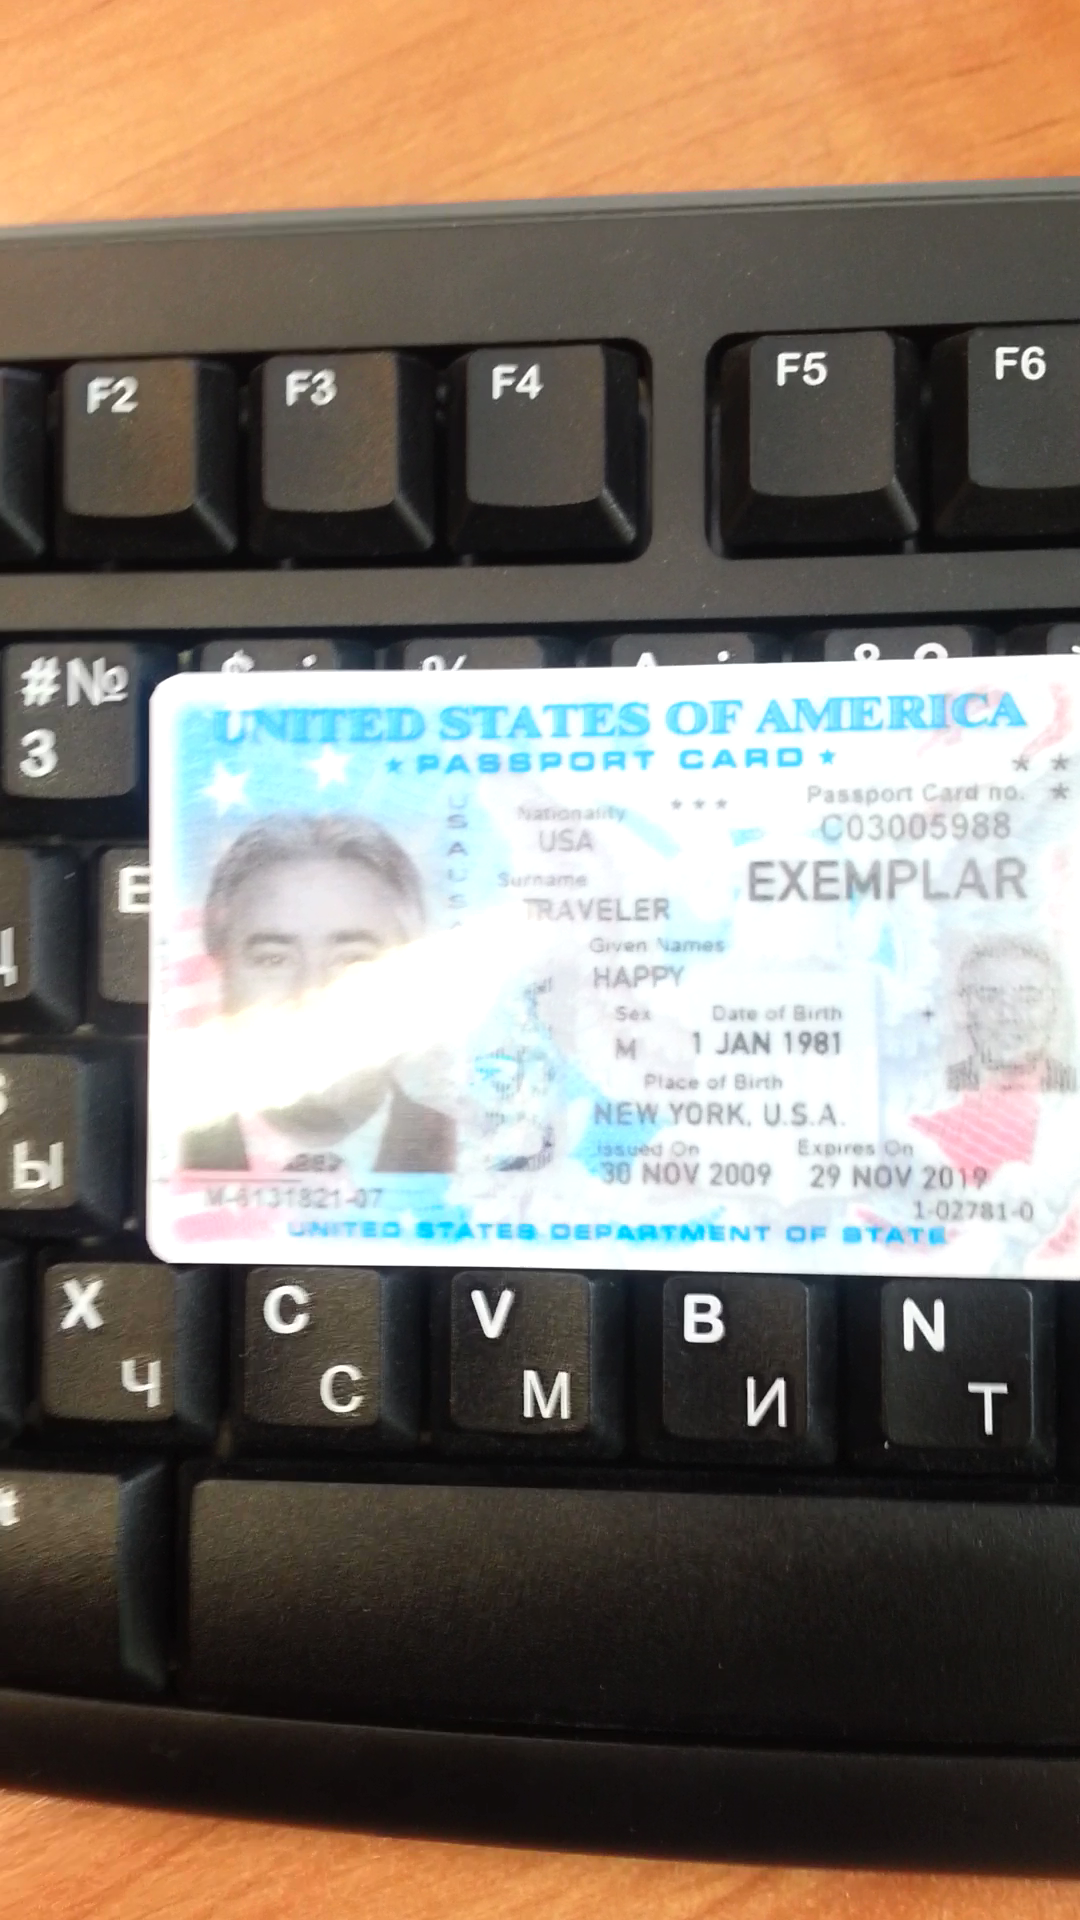 F2 F3 F4 F5 F6
#№
3
E
UNITED STATES OF AMERICA
★ PASSPORT CARD ★
USA
Nationality
USA
* * *
Passport Card no.
C03005988
EXEMPLAR
Surname
TRAVELER
Given Names
HAPPY
Sex Date of Birth
M 1 JAN 1981
Place of Birth
NEW YORK, U.S.A.
Issued On Expires On
30 NOV 2009 29 NOV 2019
M-6131821-07
1-02781-0
UNITED STATES DEPARTMENT OF STATE
Ы
X C V B N
Ч С М И Т